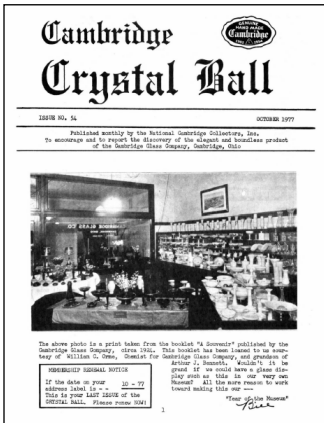 Cambridge
GENUINE
HAND MADE
Cambridge
Crystal Ball
ISSUE NO. 54 OCTOBER 1977
Published monthly by the National Cambridge Collectors, Inc.
To encourage and to report the discovery of the elegant and boundless product
of the Cambridge Glass Company, Cambridge, Ohio
The above photo is a print taken from the booklet "A Souvenir" published by the
Cambridge Glass Company, circa 1921. This booklet has been loaned to us cour-
tesy of William C. Orme, Chemist for Cambridge Glass Company, and grandson of
Arthur J. Bennett. Wouldn't it be
grand if we could have a glass dis-
play such as this in our very own
Museum? All the more reason to work
toward making this our ---
"Year of the Museum"
Bill
MEMBERSHIP RENEWAL NOTICE
If the date on your
address label is - - 10 - 77
This is your LAST ISSUE of the
CRYSTAL BALL. Please renew NOW!
1